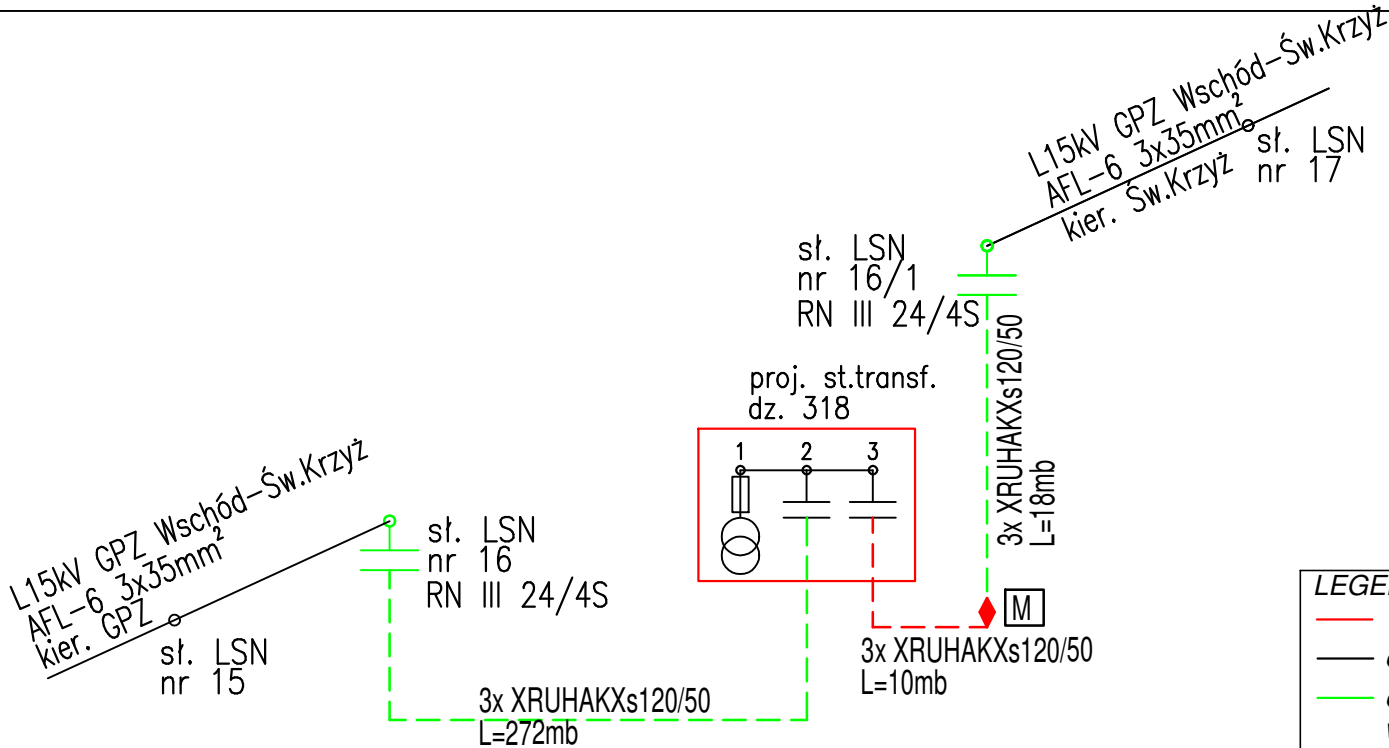 L15kV GPZ Wschód-Św.Krzyż
AFL-6 3x35mm²
kier. Św.Krzyż
sł. LSN
nr 17
sł. LSN
nr 16/1
RN III 24/4S
3x XRUHAKXs120/50
L=18mb
proj. st.transf.
dz. 318
1 2 3
L15kV GPZ Wschód-Św.Krzyż
AFL-6 3x35mm²
kier. GPZ
sł. LSN
nr 15
sł. LSN
nr 16
RN III 24/4S
M
3x XRUHAKXs120/50
L=10mb
3x XRUHAKXs120/50
L=272mb